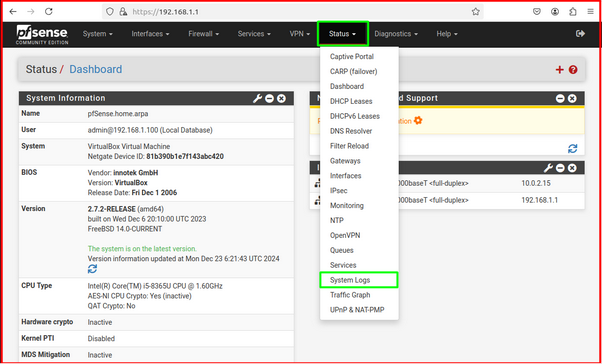 https://192.168.1.1
pfsense
COMMUNITY EDITION
System Interfaces Firewall Services VPN Status Diagnostics Help
Status / Dashboard
System Information
Name pfSense.home.arpa
User admin@192.168.1.100 (Local Database)
System VirtualBox Virtual Machine
Netgate Device ID: 81b390b1e7f143abc420
BIOS Vendor: innotek GmbH
Version: VirtualBox
Release Date: Fri Dec 1 2006
Version 2.7.2-RELEASE (amd64)
built on Wed Dec 6 20:10:00 UTC 2023
FreeBSD 14.0-CURRENT
The system is on the latest version.
Version information updated at Mon Dec 23 6:21:43 UTC 2024
CPU Type Intel(R) Core(TM) i5-8365U CPU @ 1.60GHz
AES-NI CPU Crypto: Yes (inactive)
QAT Crypto: No
Hardware crypto Inactive
Kernel PTI Disabled
MDS Mitigation Inactive
Captive Portal
CARP (failover)
Dashboard
DHCP Leases
DHCPv6 Leases
DNS Resolver
Filter Reload
Gateways
Interfaces
IPsec
Monitoring
NTP
OpenVPN
Queues
Services
System Logs
Traffic Graph
UPnP & NAT-PMP
d Support
000baseT <full-duplex> 10.0.2.15
000baseT <full-duplex> 192.168.1.1